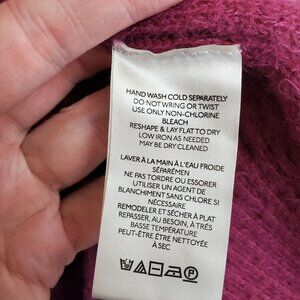 HAND WASH COLD SEPARATELY
DO NOT WRING OR TWIST
USE ONLY NON-CHLORINE
BLEACH
RESHAPE & LAY FLAT TO DRY
LOW IRON AS NEEDED
MAY BE DRY CLEANED
LAVER À LA MAIN À L'EAU FROIDE
SÉPARÉMEN
NE PAS TORDRE OU ESSORER
UTILISER UN AGENT DE
BLANCHIMENT SANS CHLORE SI
NÉCESSAIRE
REMODELER ET SÉCHER À PLAT
REPASSER, AU BESOIN, À TRÈS
BASSE TEMPÉRATURE
PEUT-ÊTRE ÊTRE NETTOYÉE
À SEC